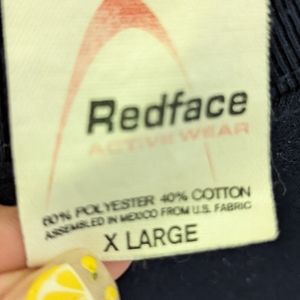 Redface
ACTIVE WEAR
60% POLYESTER 40% COTTON
ASSEMBLED IN MEXICO FROM U.S. FABRIC
X LARGE